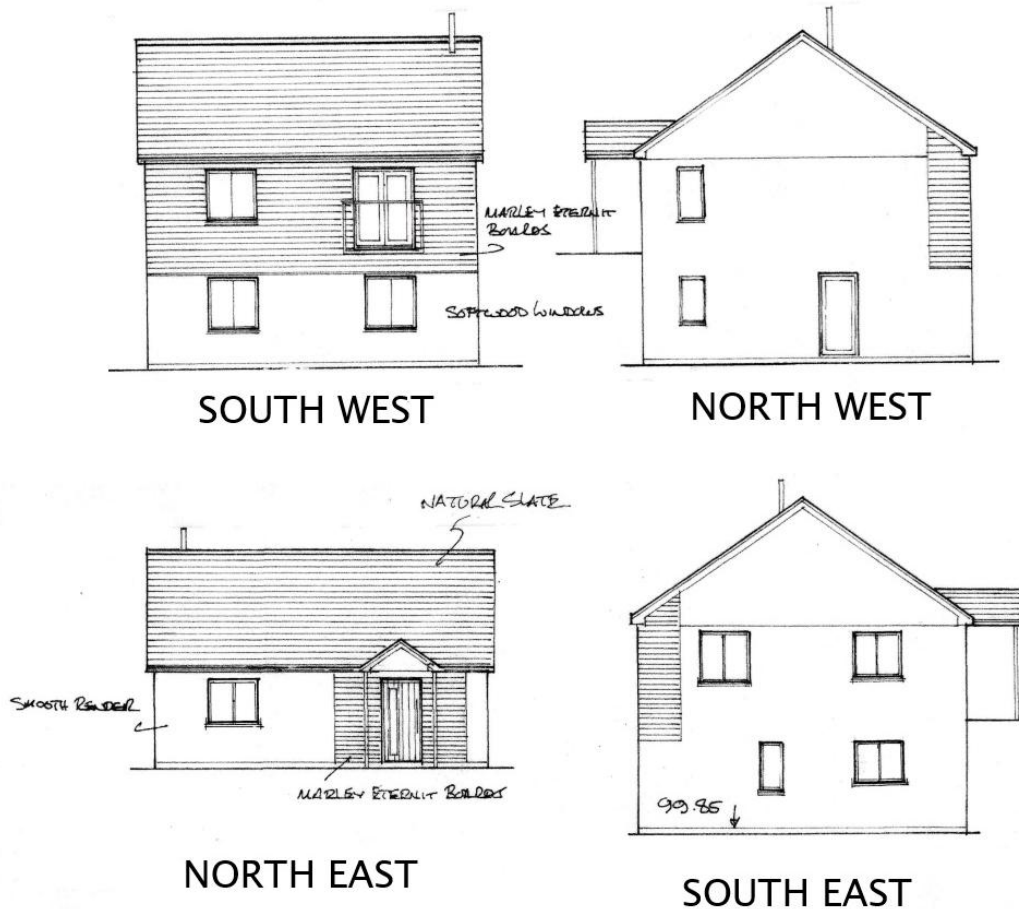 MARLEY ETERNIT
BOARDS
SOFTWOOD WINDOWS
SOUTH WEST
NORTH WEST
NATURAL SLATE
SMOOTH RENDER
MARLEY ETERNIT BOARDS
99.85
NORTH EAST
SOUTH EAST